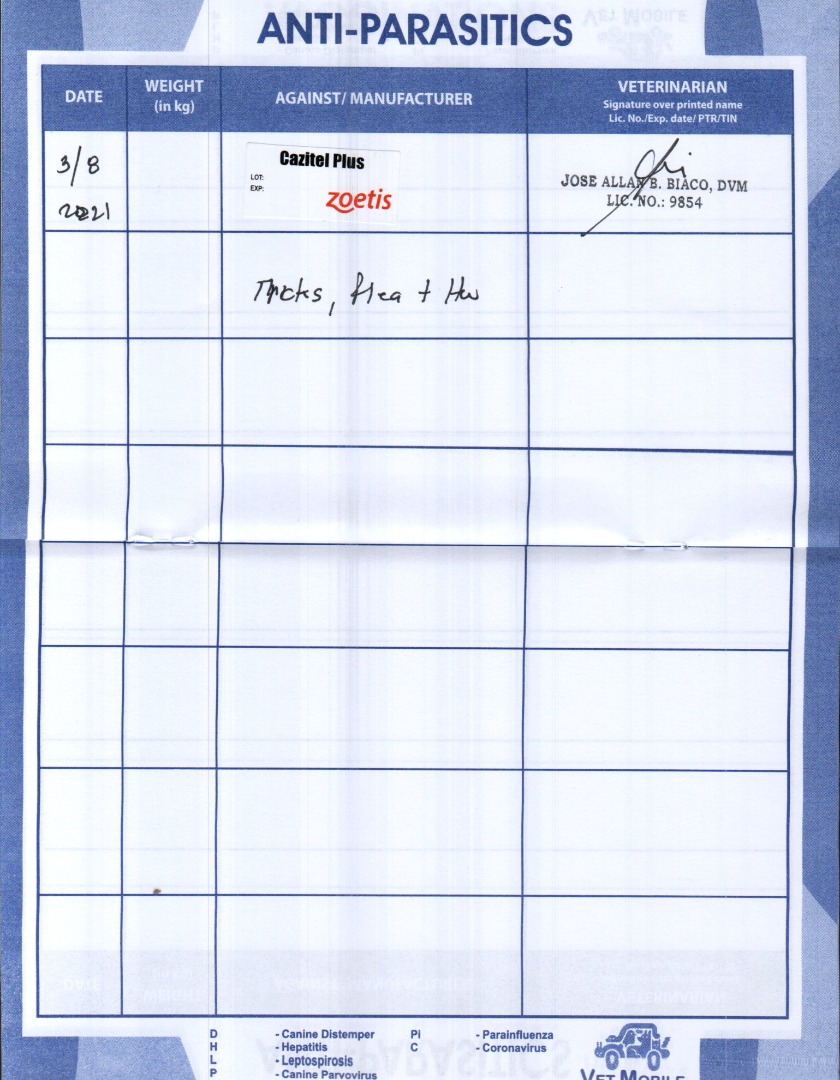 ANTI-PARASITICS
DATE
WEIGHT
(in kg)
AGAINST/ MANUFACTURER
VETERINARIAN
Signature over printed name
Lic. No./Exp. date/ PTR/TIN
3/8
2021
Cazitel Plus
LOT:
EXP:
zoetis
JOSE ALLAN B. BIACO, DVM
LIC. NO.: 9854
Ticks, flea + Hw
D - Canine Distemper PI - Parainfluenza
H - Hepatitis C - Coronavirus
L - Leptospirosis
P - Canine Parvovirus
VET MOBILE